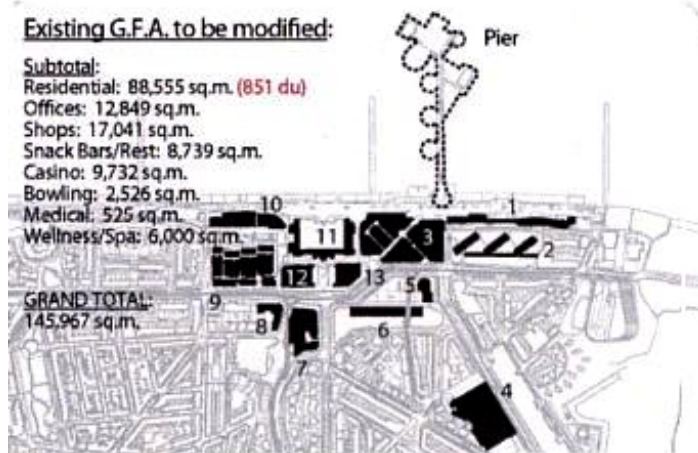 Existing G.F.A. to be modified:
Subtotal:
Residential: 88,555 sq.m. (851 du)
Offices: 12,849 sq.m.
Shops: 17,041 sq.m.
Snack Bars/Rest: 8,739 sq.m.
Casino: 9,732 sq.m.
Bowling: 2,526 sq.m.
Medical: 525 sq.m.
Wellness/Spa: 6,000 sq.m.
GRAND TOTAL:
145,967 sq.m.
Pier
1
2
3
4
5
6
7
8
9
10
11
12
13